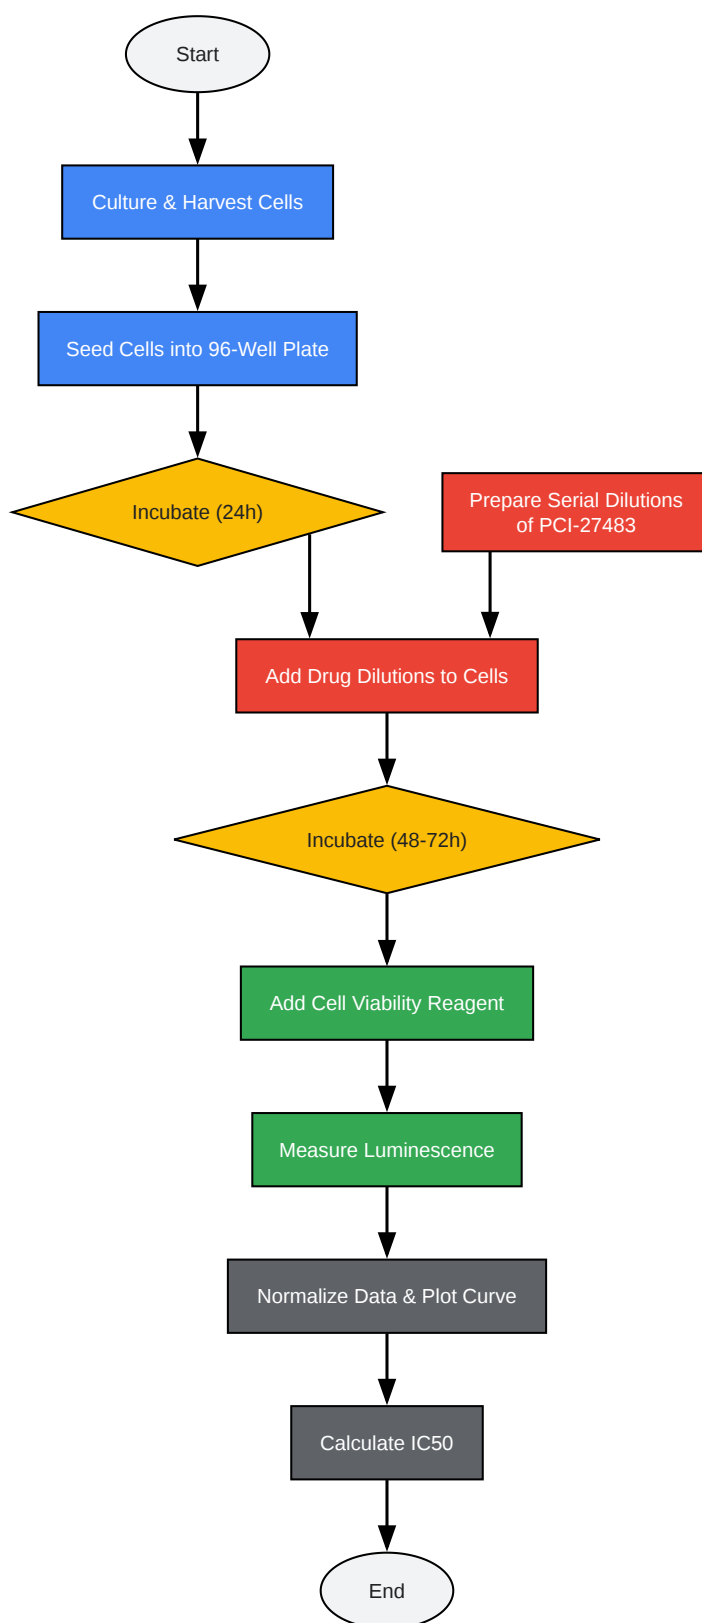 Start
Culture & Harvest Cells
Seed Cells into 96-Well Plate
Incubate (24h)
Prepare Serial Dilutions
of PCI-27483
Add Drug Dilutions to Cells
Incubate (48-72h)
Add Cell Viability Reagent
Measure Luminescence
Normalize Data & Plot Curve
Calculate IC50
End